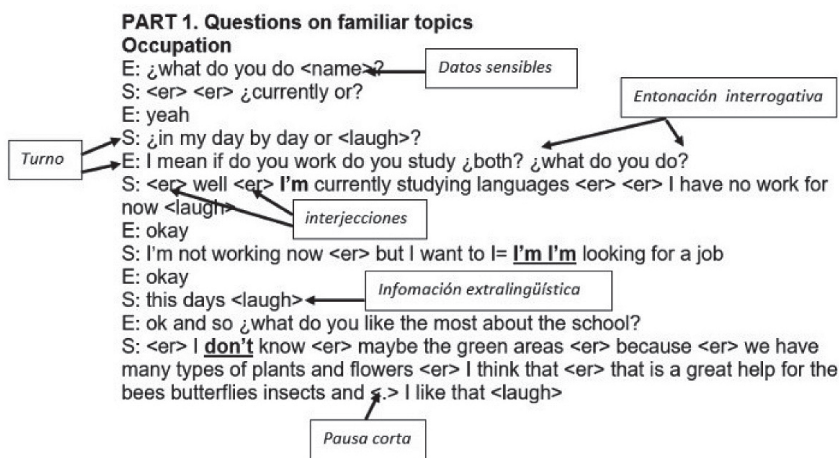 PART 1. Questions on familiar topics
Occupation
E: ¿what do you do <name>?
Datos sensibles
S: <er> <er> ¿currently or?
Entonación interrogativa
E: yeah
S: ¿in my day by day or <laugh>?
Turno
E: I mean if do you work do you study ¿both? ¿what do you do?
S: <er> well <er> I'm currently studying languages <er> <er> I have no work for
now <laugh>
interjecciones
E: okay
S: I'm not working now <er> but I want to I= I'm I'm looking for a job
E: okay
S: this days <laugh>
Infomación extralingüística
E: ok and so ¿what do you like the most about the school?
S: <er> I don't know <er> maybe the green areas <er> because <er> we have
many types of plants and flowers <er> I think that <er> that is a great help for the
bees butterflies insects and <.> I like that <laugh>
Pausa corta